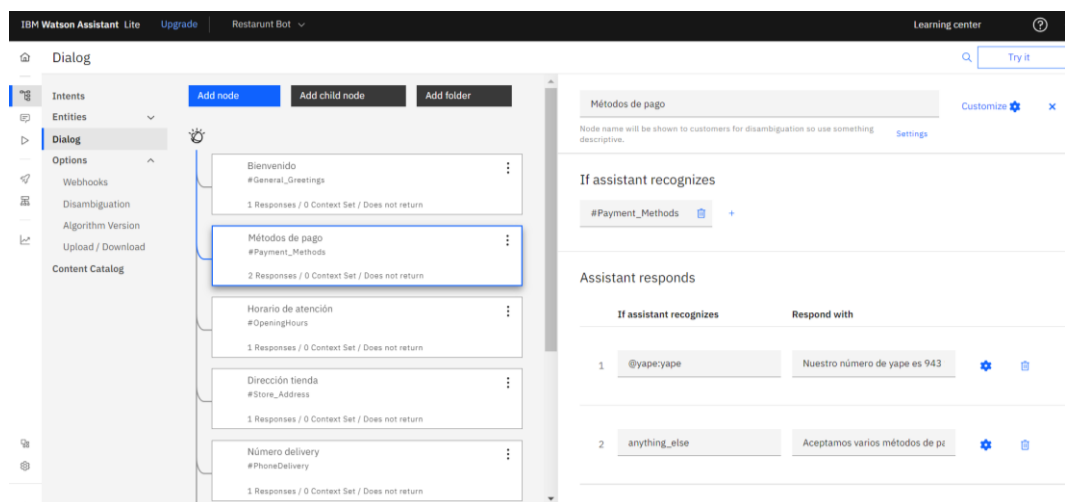 IBM Watson Assistant Lite Upgrade Restarunt Bot Learning center
Dialog Try it
Intents
Entities
Dialog
Options
Webhooks
Disambiguation
Algorithm Version
Upload / Download
Content Catalog
Add node Add child node Add folder
Bienvenido
#General_Greetings
1 Responses / 0 Context Set / Does not return
Métodos de pago
#Payment_Methods
2 Responses / 0 Context Set / Does not return
Horario de atención
#OpeningHours
1 Responses / 0 Context Set / Does not return
Dirección tienda
#Store_Address
1 Responses / 0 Context Set / Does not return
Número delivery
#PhoneDelivery
1 Responses / 0 Context Set / Does not return
Métodos de pago Customize
Node name will be shown to customers for disambiguation so use something
descriptive.
Settings
If assistant recognizes
#Payment_Methods
Assistant responds
If assistant recognizes Respond with
1 @yape:yape Nuestro número de yape es 943
2 anything_else Aceptamos varios métodos de pa